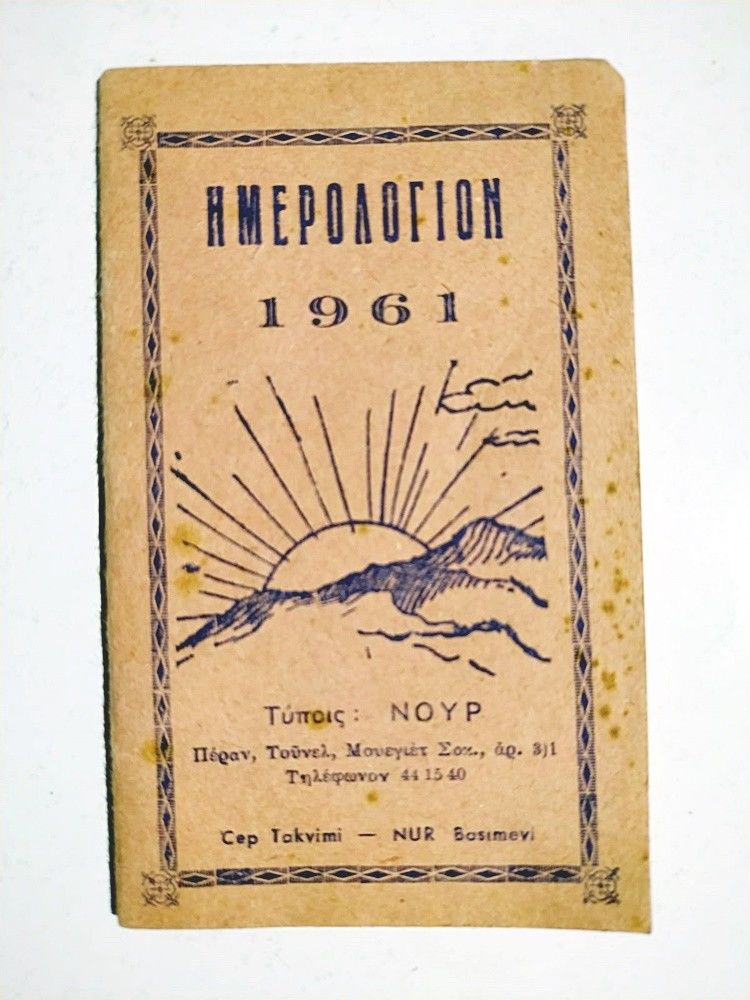 ΗΜΕΡΟΛΟΓΙΟΝ
1961
Τύποις : ΝΟΥΡ
Πέραν, Τοῦνελ, Μουεγιὲτ Σοκ., ἀρ. 3)1
Τηλέφωνον 44 15 40
Cep Takvimi — NUR Basımevi